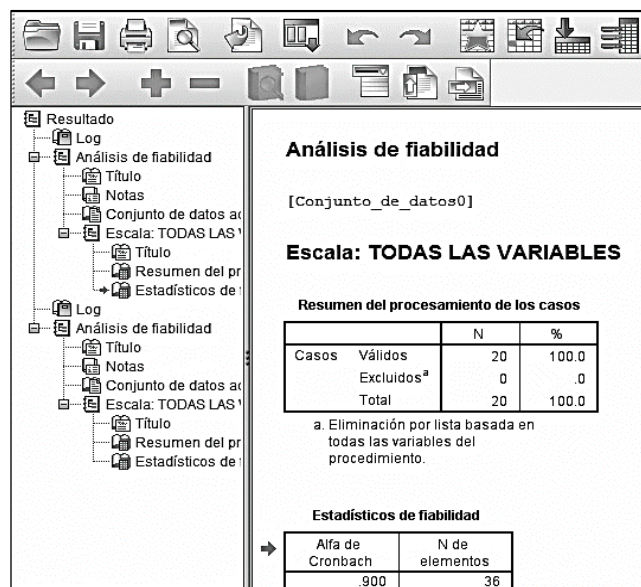 Resultado
Log
Análisis de fiabilidad
Título
Notas
Conjunto de datos
Escala: TODAS LAS
Título
Resumen del
Estadísticos de
Log
Análisis de fiabilidad
Título
Notas
Conjunto de datos
Escala: TODAS LAS
Título
Resumen del
Estadísticos de
Análisis de fiabilidad
[Conjunto_de_datos0]
Escala: TODAS LAS VARIABLES
Resumen del procesamiento de los casos
N %
Casos Válidos 20 100.0
Excluidosª 0 .0
Total 20 100.0
a. Eliminación por lista basada en
todas las variables del
procedimiento.
Estadísticos de fiabilidad
Alfa de Cronbach N de elementos
.900 36